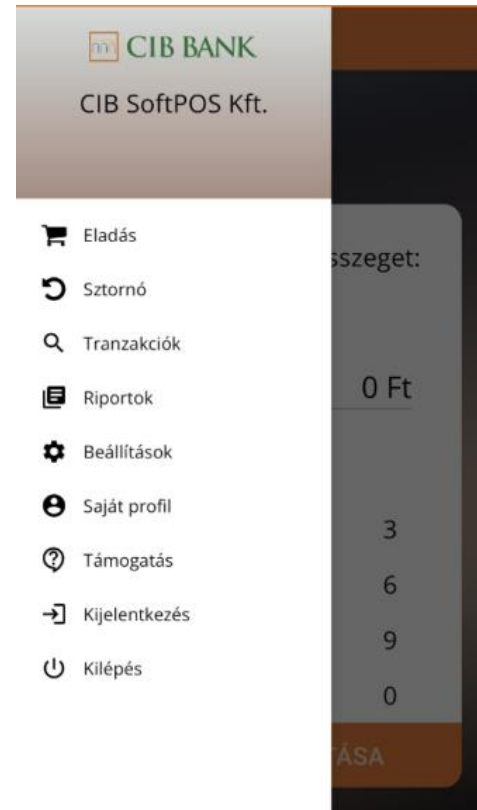 CIB BANK
CIB SoftPOS Kft.
Eladás
Sztornó
Tranzakciók
Riportok
Beállítások
Saját profil
Támogatás
Kijelentkezés
Kilépés
sszeget:
0 Ft
3
6
9
0
TÁSA